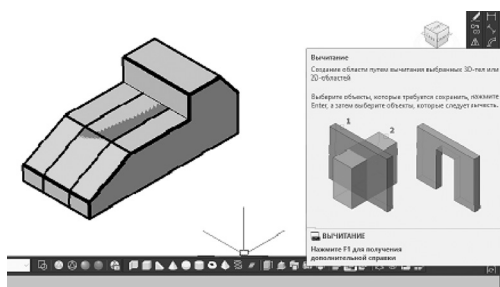 Вычитание
Создание области путем вычитания выбранных 3D-тел или
2D-областей
Выберите объекты, которые требуется сохранить, нажмите
Enter, а затем выберите объекты, которые следует вычесть.
1
2
ВЫЧИТАНИЕ
Нажмите F1 для получения
дополнительной справки